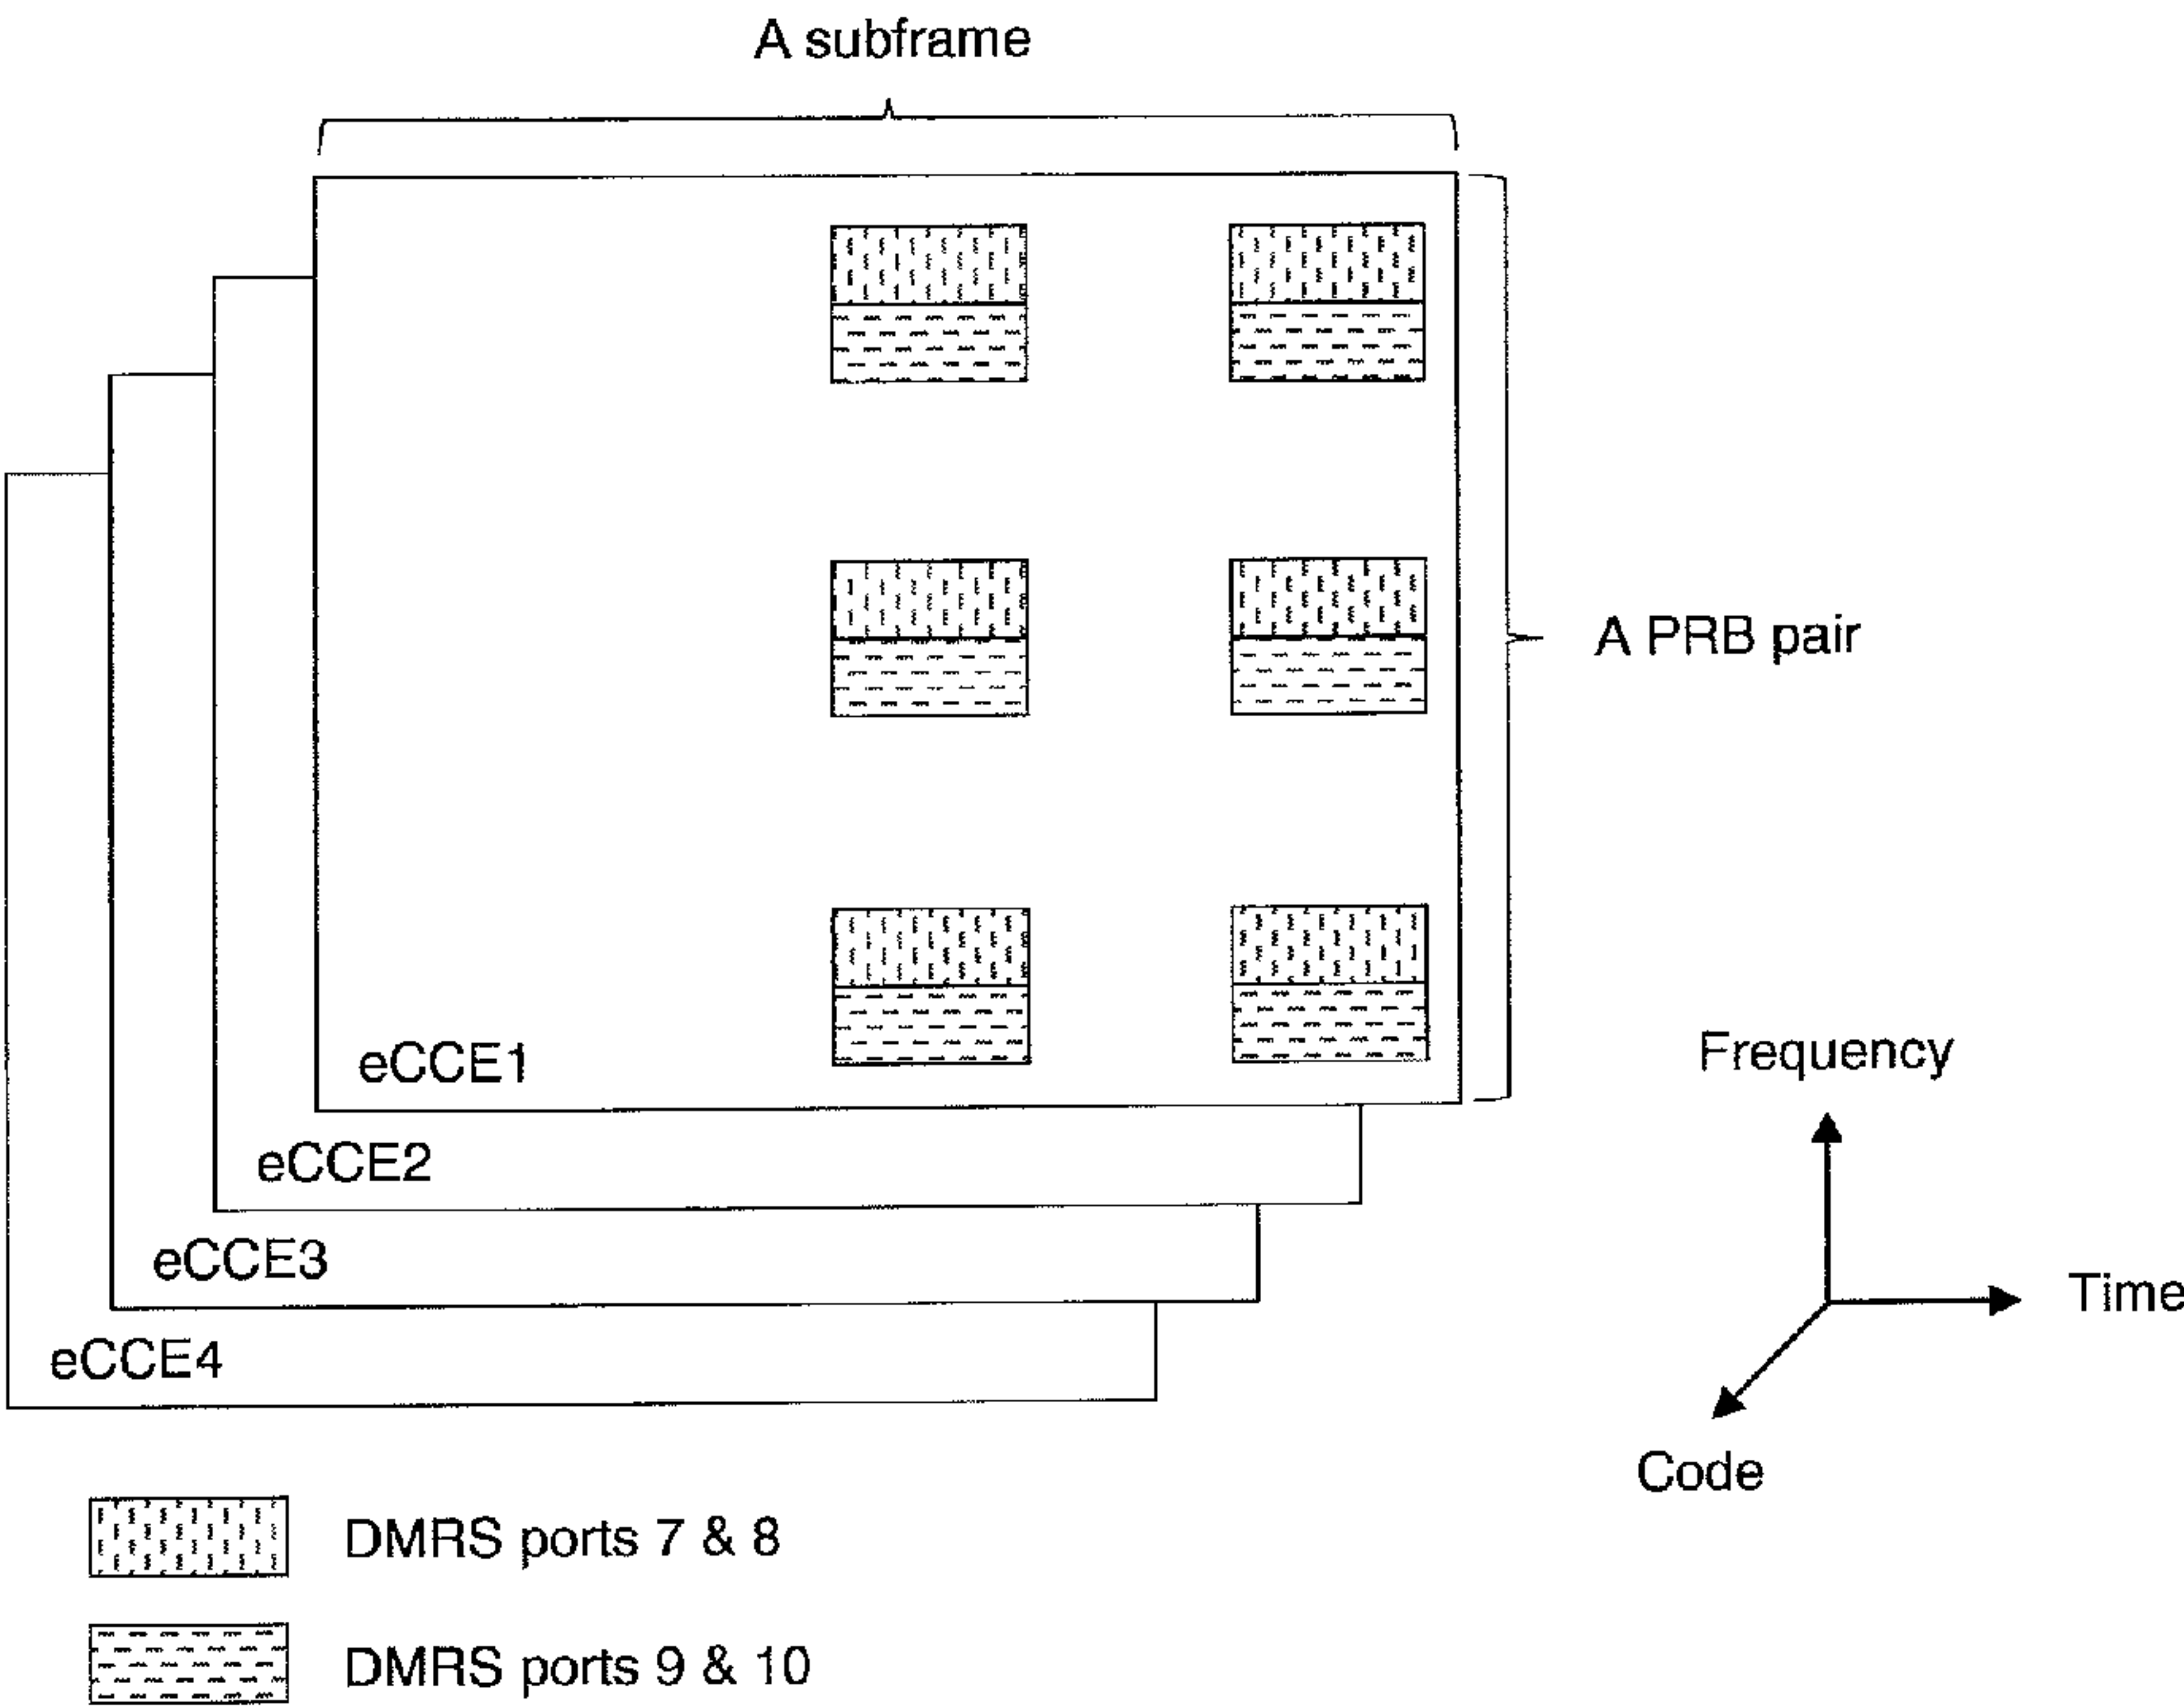 A subframe
A PRB pair
eCCE1
eCCE2
eCCE3
eCCE4
Frequency
Time
Code
DMRS ports 7 & 8
DMRS ports 9 & 10